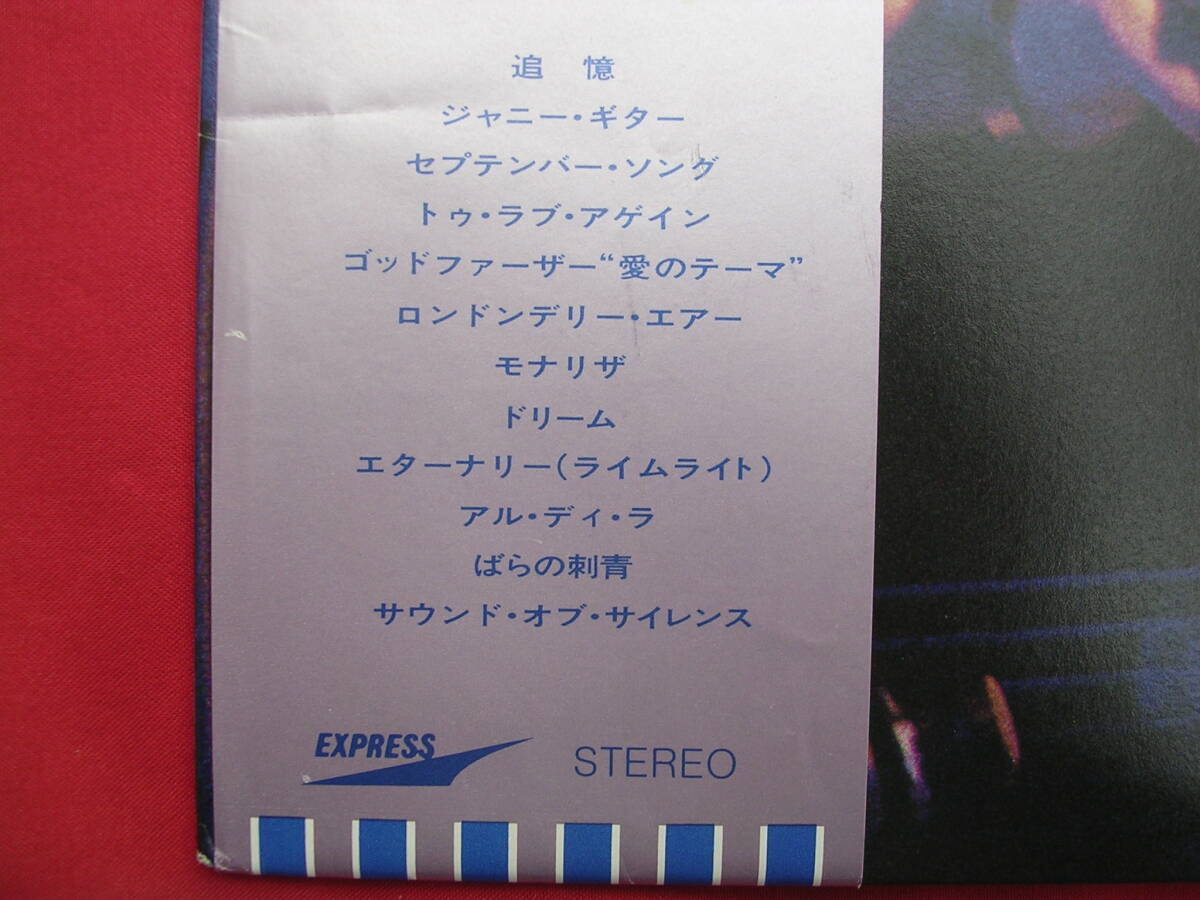 追 憶
ジャニー・ギター
セプテンバー・ソング
トゥ・ラブ・アゲイン
ゴッドファーザー“愛のテーマ”
ロンドンデリー・エアー
モナリザ
ドリーム
エターナリー(ライムライト)
アル・ディ・ラ
ばらの刺青
サウンド・オブ・サイレンス
EXPRESS STEREO